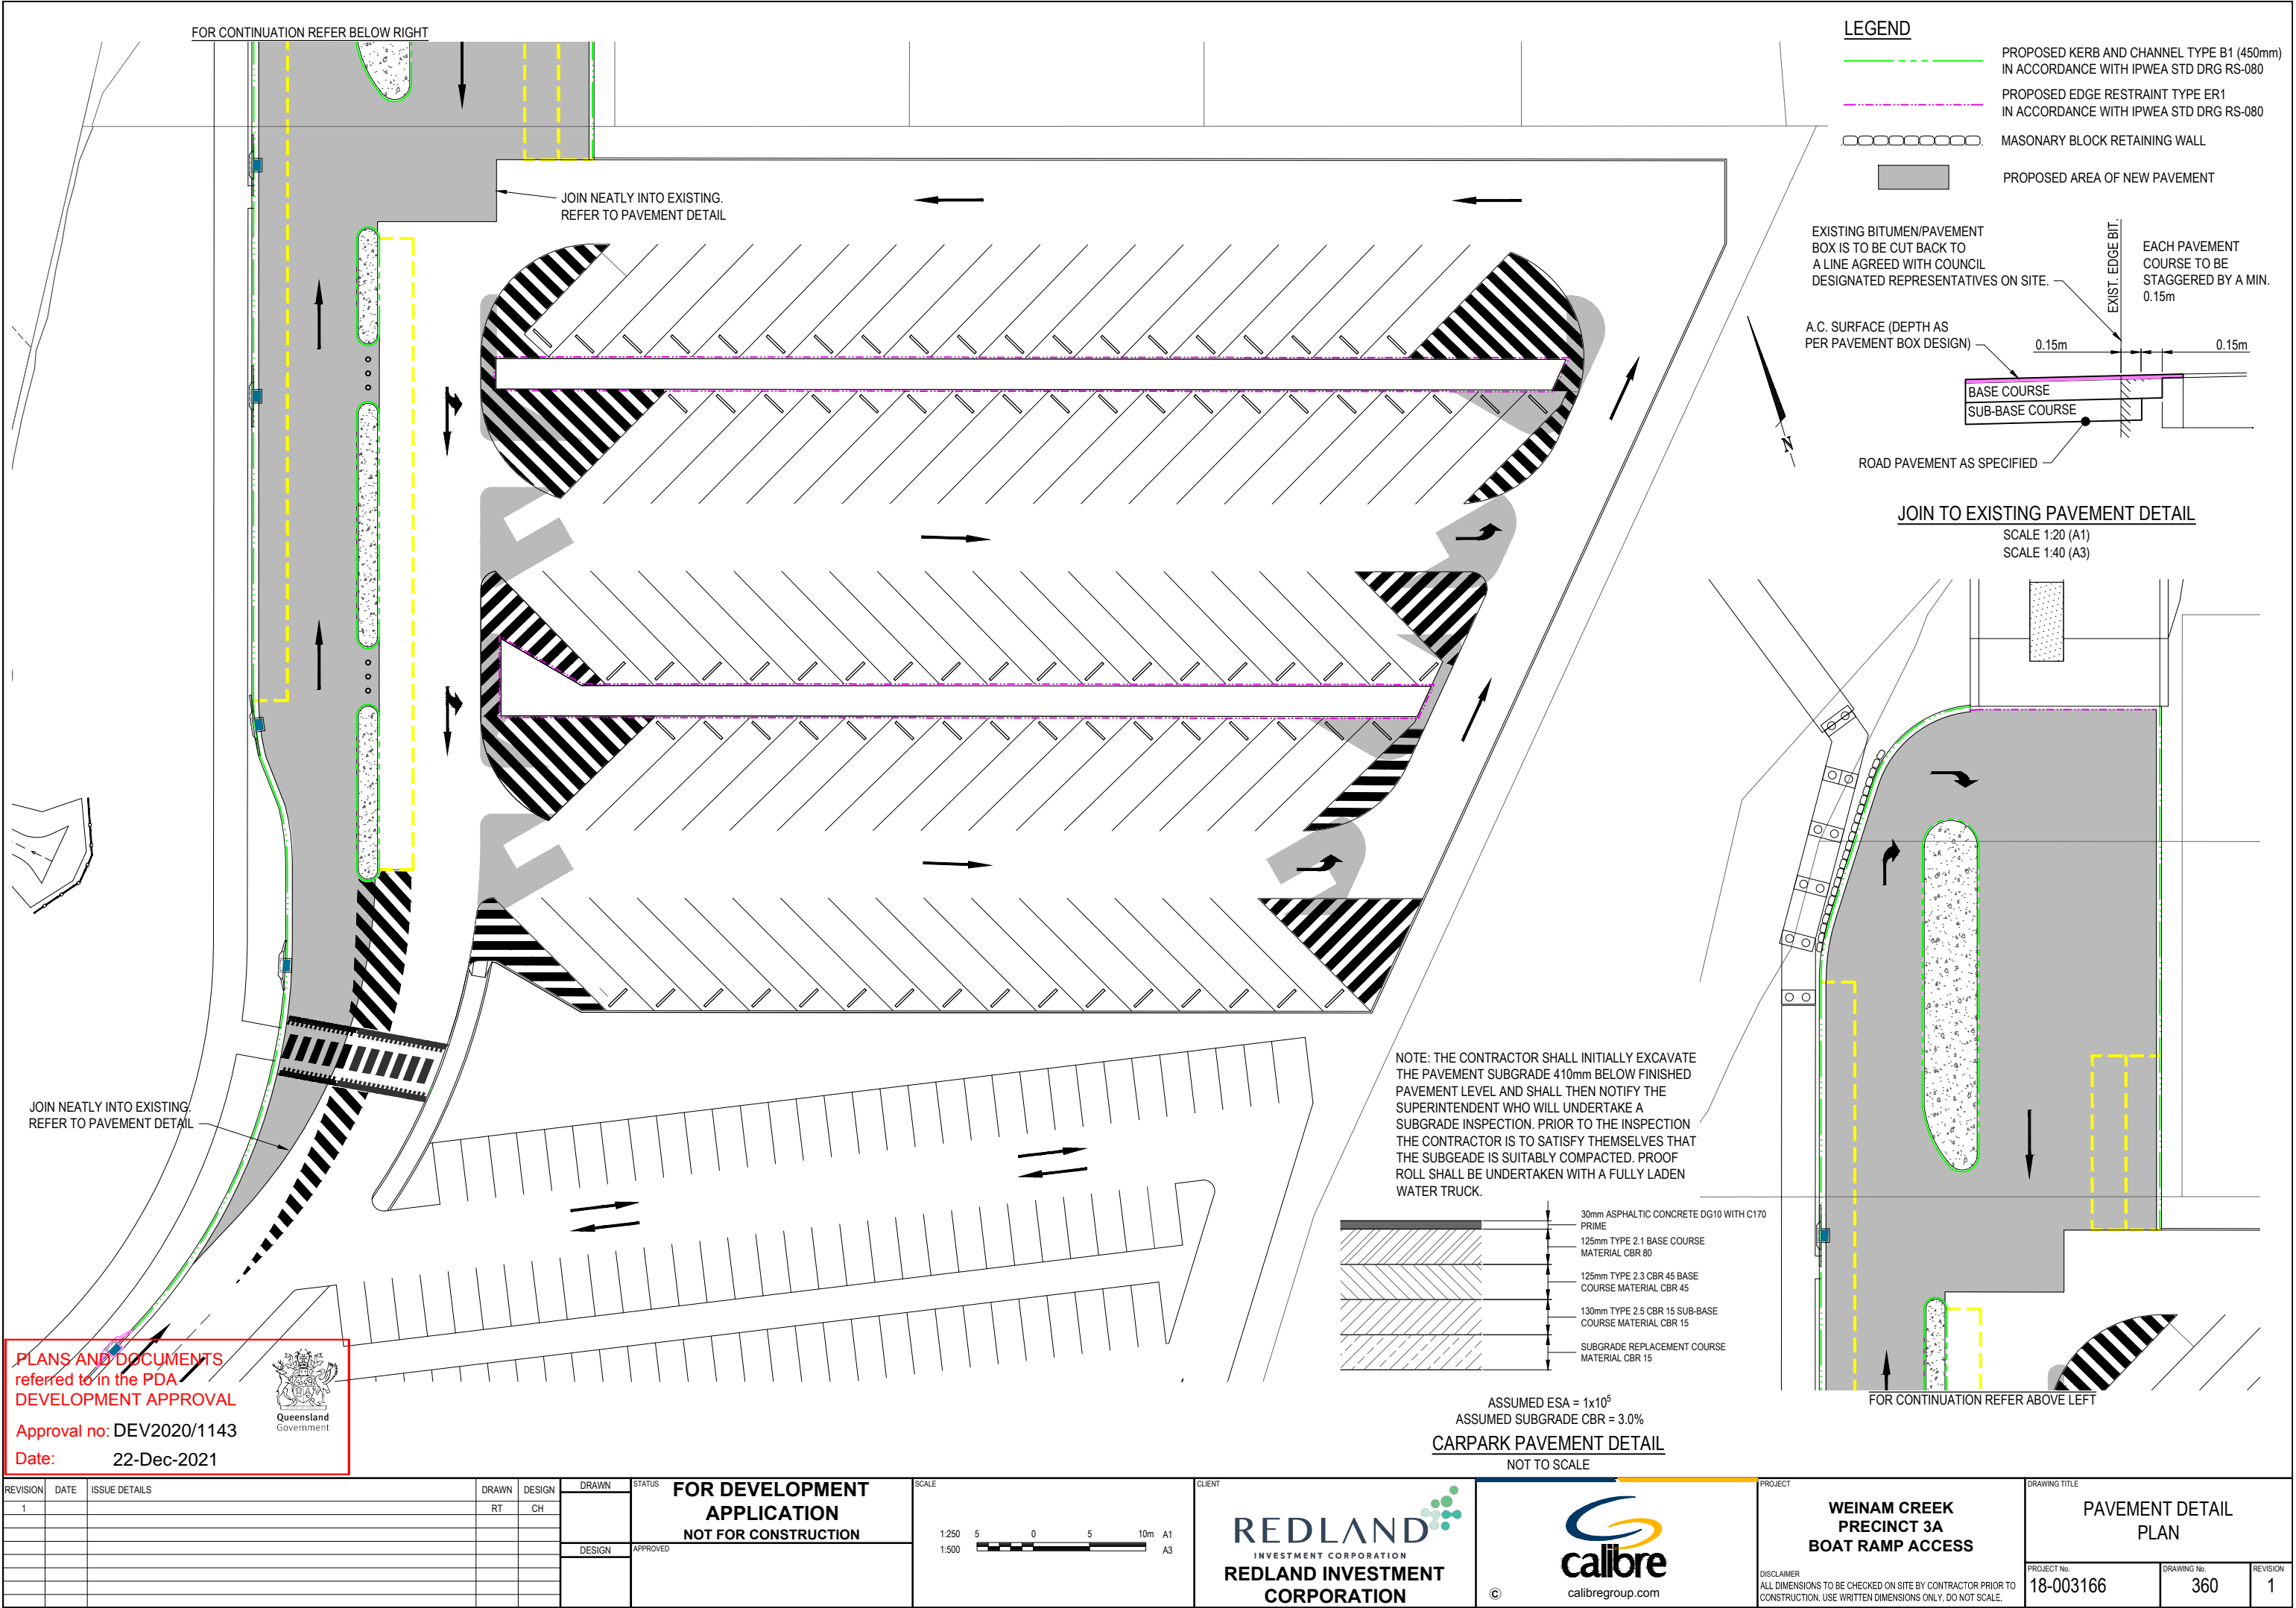 FOR CONTINUATION REFER BELOW RIGHT
JOIN NEATLY INTO EXISTING.
REFER TO PAVEMENT DETAIL
LEGEND
PROPOSED KERB AND CHANNEL TYPE B1 (450mm)
IN ACCORDANCE WITH IPWEA STD DRG RS-080
PROPOSED EDGE RESTRAINT TYPE ER1
IN ACCORDANCE WITH IPWEA STD DRG RS-080
MASONARY BLOCK RETAINING WALL
PROPOSED AREA OF NEW PAVEMENT
EXISTING BITUMEN/PAVEMENT
BOX IS TO BE CUT BACK TO
A LINE AGREED WITH COUNCIL
DESIGNATED REPRESENTATIVES ON SITE.
EXIST. EDGE BIT.
EACH PAVEMENT
COURSE TO BE
STAGGERED BY A MIN.
0.15m
A.C. SURFACE (DEPTH AS
PER PAVEMENT BOX DESIGN)
0.15m
0.15m
BASE COURSE
SUB-BASE COURSE
ROAD PAVEMENT AS SPECIFIED
N
JOIN TO EXISTING PAVEMENT DETAIL
SCALE 1:20 (A1)
SCALE 1:40 (A3)
JOIN NEATLY INTO EXISTING.
REFER TO PAVEMENT DETAIL
NOTE: THE CONTRACTOR SHALL INITIALLY EXCAVATE
THE PAVEMENT SUBGRADE 410mm BELOW FINISHED
PAVEMENT LEVEL AND SHALL THEN NOTIFY THE
SUPERINTENDENT WHO WILL UNDERTAKE A
SUBGRADE INSPECTION. PRIOR TO THE INSPECTION
THE CONTRACTOR IS TO SATISFY THEMSELVES THAT
THE SUBGEADE IS SUITABLY COMPACTED. PROOF
ROLL SHALL BE UNDERTAKEN WITH A FULLY LADEN
WATER TRUCK.
30mm ASPHALTIC CONCRETE DG10 WITH C170
PRIME
125mm TYPE 2.1 BASE COURSE
MATERIAL CBR 80
125mm TYPE 2.3 CBR 45 BASE
COURSE MATERIAL CBR 45
130mm TYPE 2.5 CBR 15 SUB-BASE
COURSE MATERIAL CBR 15
SUBGRADE REPLACEMENT COURSE
MATERIAL CBR 15
ASSUMED ESA = 1x10⁵
ASSUMED SUBGRADE CBR = 3.0%
CARPARK PAVEMENT DETAIL
NOT TO SCALE
FOR CONTINUATION REFER ABOVE LEFT
PLANS AND DOCUMENTS
referred to in the PDA
DEVELOPMENT APPROVAL
Approval no: DEV2020/1143
Date: 22-Dec-2021
Queensland
Government
REVISION DATE ISSUE DETAILS DRAWN DESIGN
1 RT CH
DRAWN
DESIGN
STATUS
FOR DEVELOPMENT
APPLICATION
NOT FOR CONSTRUCTION
APPROVED
SCALE
1:250 5 0 5 10m A1
1:500 A3
CLIENT
REDLAND
INVESTMENT CORPORATION
REDLAND INVESTMENT
CORPORATION
calibre
© calibregroup.com
PROJECT
WEINAM CREEK
PRECINCT 3A
BOAT RAMP ACCESS
DISCLAIMER
ALL DIMENSIONS TO BE CHECKED ON SITE BY CONTRACTOR PRIOR TO
CONSTRUCTION. USE WRITTEN DIMENSIONS ONLY, DO NOT SCALE.
DRAWING TITLE
PAVEMENT DETAIL
PLAN
PROJECT No. DRAWING No. REVISION
18-003166 360 1